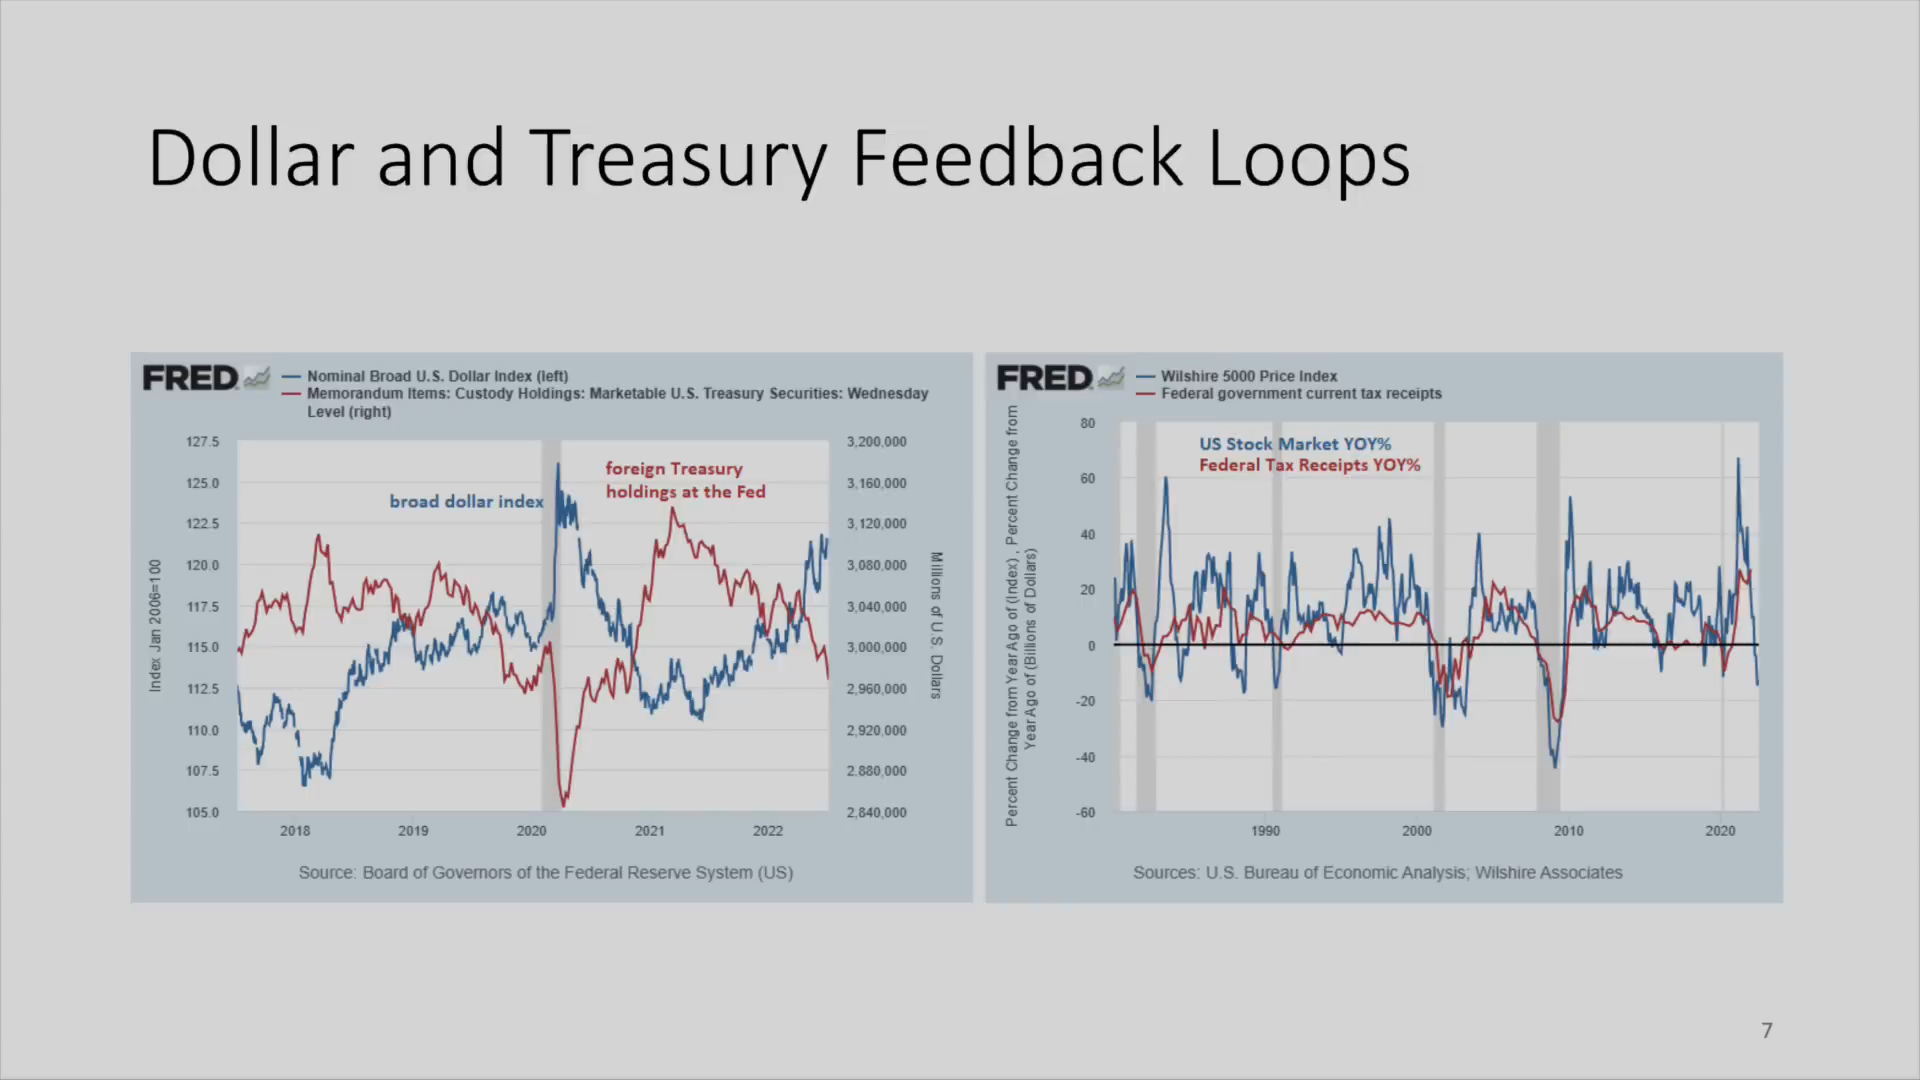 Dollar and Treasury Feedback Loops
FRED
Nominal Broad U.S. Dollar Index (left)
Memorandum Items: Custody Holdings: Marketable U.S. Treasury Securities: Wednesday
Level (right)
127.5
125.0
122.5
120.0
117.5
115.0
112.5
110.0
107.5
105.0
Index Jan 2006=100
broad dollar index
foreign Treasury
holdings at the Fed
3,200,000
3,160,000
3,120,000
3,080,000
3,040,000
3,000,000
2,960,000
2,920,000
2,880,000
2,840,000
Millions of U.S. Dollars
2018
2019
2020
2021
2022
Source: Board of Governors of the Federal Reserve System (US)
FRED
Wilshire 5000 Price Index
Federal government current tax receipts
Percent Change from Year Ago of (Index) , Percent Change from
Year Ago of (Billions of Dollars)
80
60
40
20
0
-20
-40
-60
US Stock Market YOY%
Federal Tax Receipts YOY%
1990
2000
2010
2020
Sources: U.S. Bureau of Economic Analysis; Wilshire Associates
7